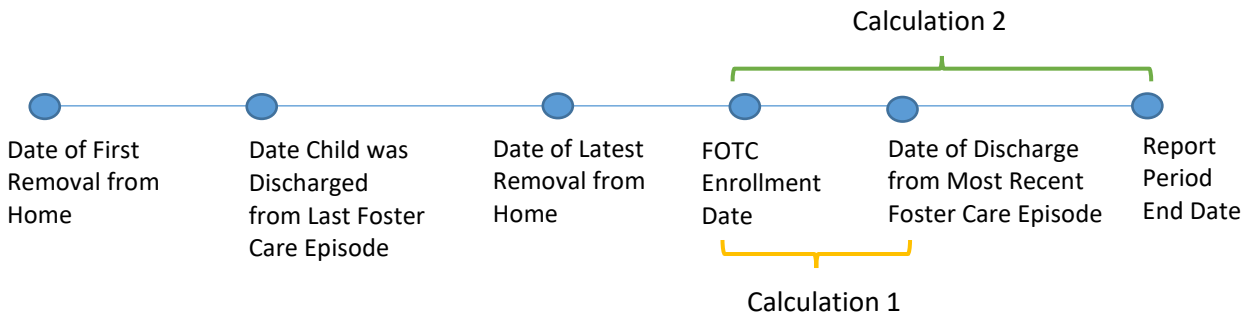 Calculation 2
Date of First
Removal from
Home
Date Child was
Discharged
from Last Foster
Care Episode
Date of Latest
Removal from
Home
FOTC
Enrollment
Date
Date of Discharge
from Most Recent
Foster Care Episode
Report
Period
End Date
Calculation 1